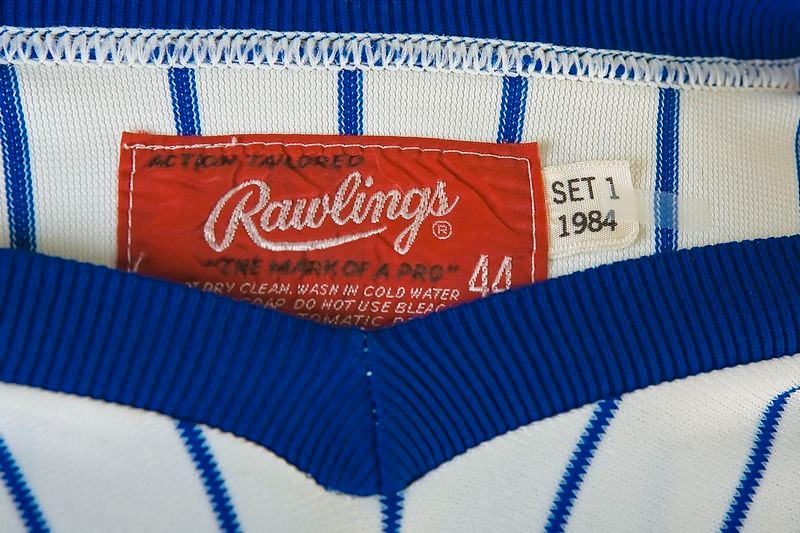 ACTION TAILORED
Rawlings®
"THE MARK OF A PRO"
44
DRY CLEAN. WASH IN COLD WATER
SOAP. DO NOT USE
SET 1
1984